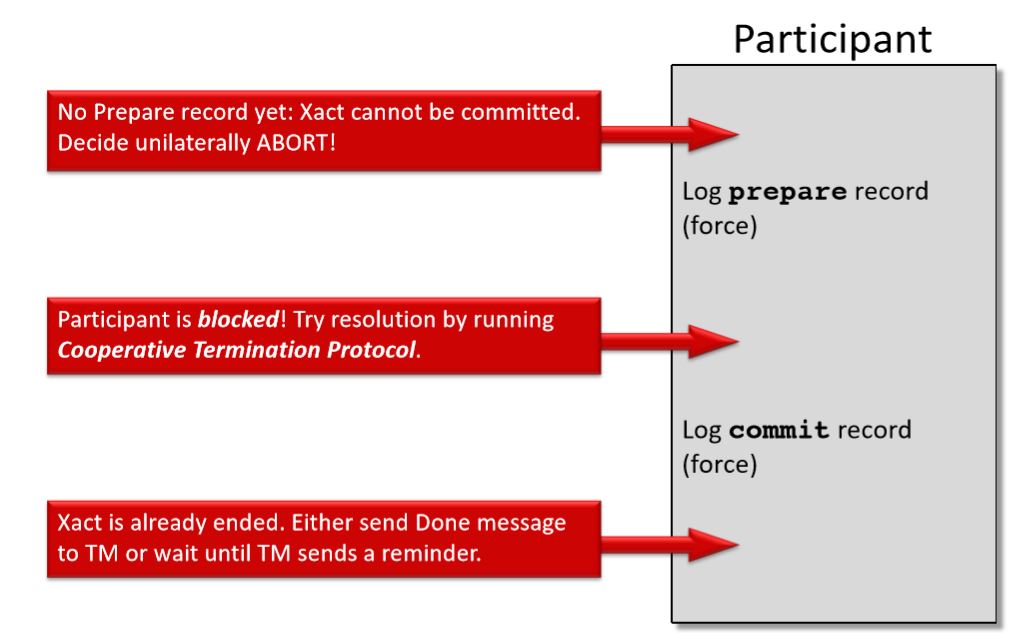 Participant
No Prepare record yet: Xact cannot be committed.
Decide unilaterally ABORT!
Log prepare record
(force)
Participant is blocked! Try resolution by running
Cooperative Termination Protocol.
Log commit record
(force)
Xact is already ended. Either send Done message
to TM or wait until TM sends a reminder.